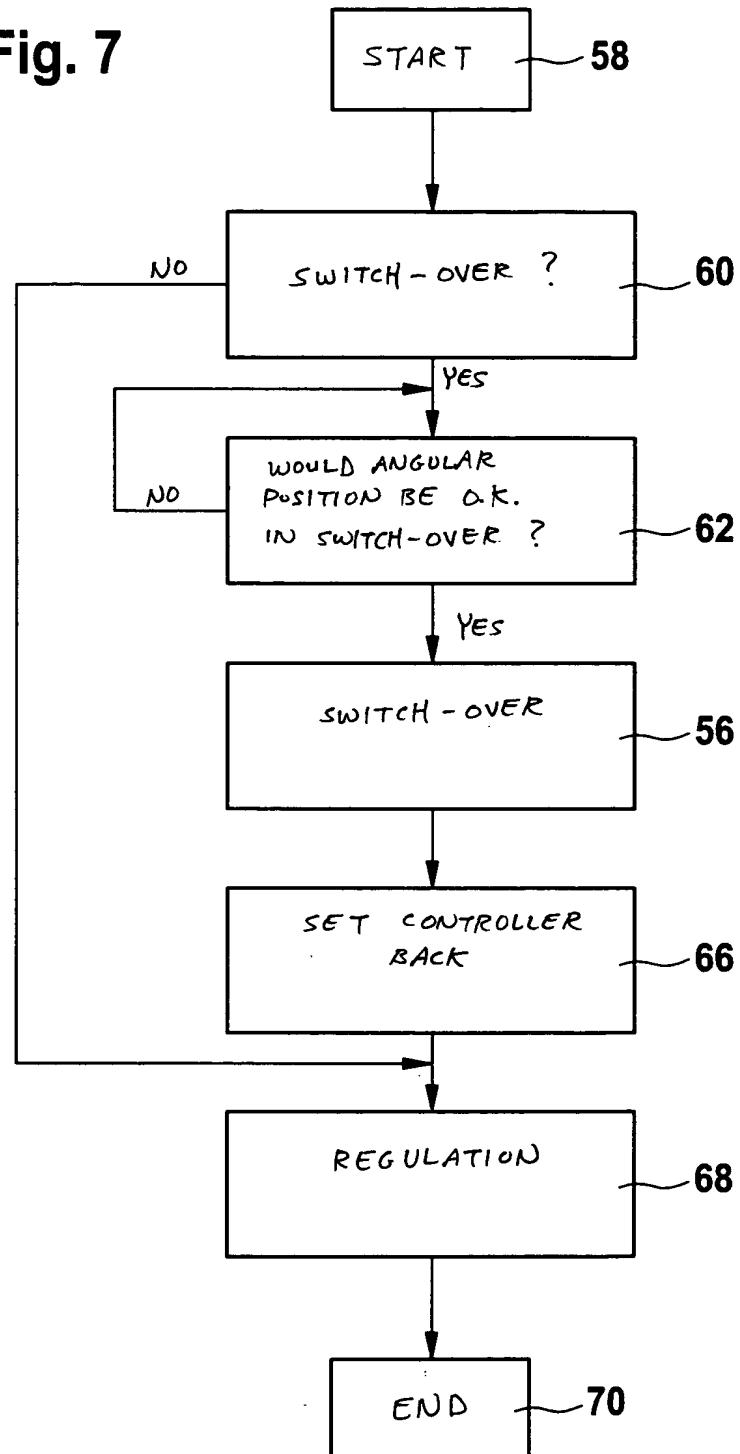 Fig. 7
START
58
NO
SWITCH-OVER ?
60
YES
WOULD ANGULAR
POSITION BE O.K.
IN SWITCH-OVER ?
NO
62
YES
SWITCH-OVER
56
SET CONTROLLER
BACK
66
REGULATION
68
END
70